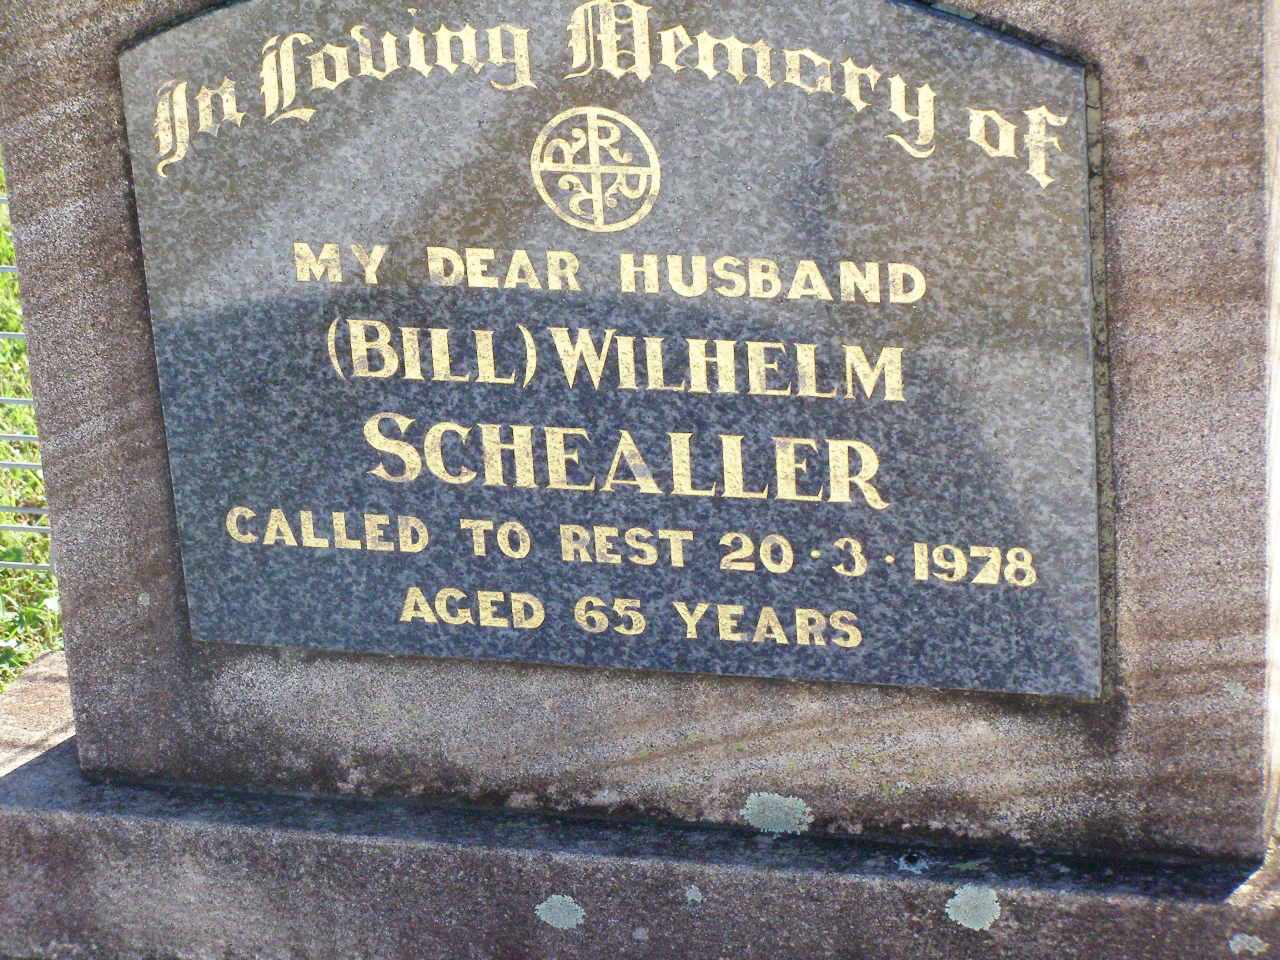 In Loving Memory of
R R R R
MY DEAR HUSBAND
(BILL) WILHELM
SCHEALLER
CALLED TO REST 20·3·1978
AGED 65 YEARS